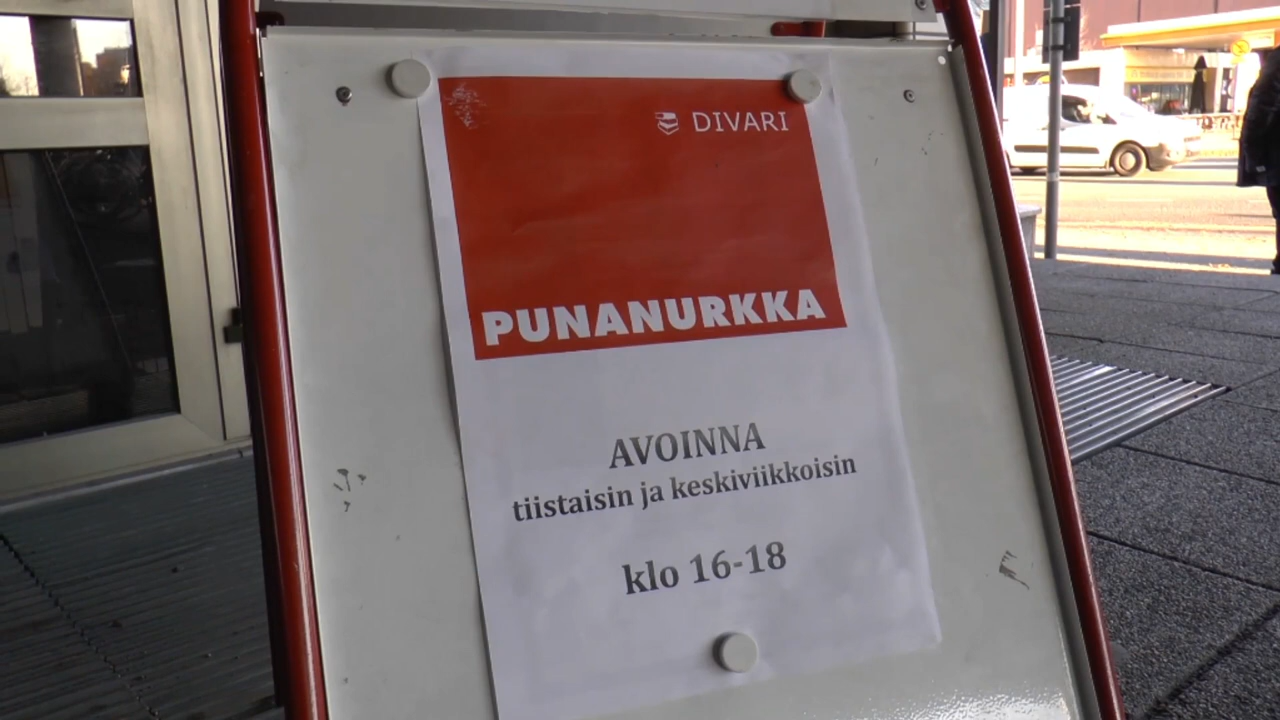 DIVARI
PUNANURKKA
AVOINNA
tiistaisin ja keskiviikkoisin
klo 16-18